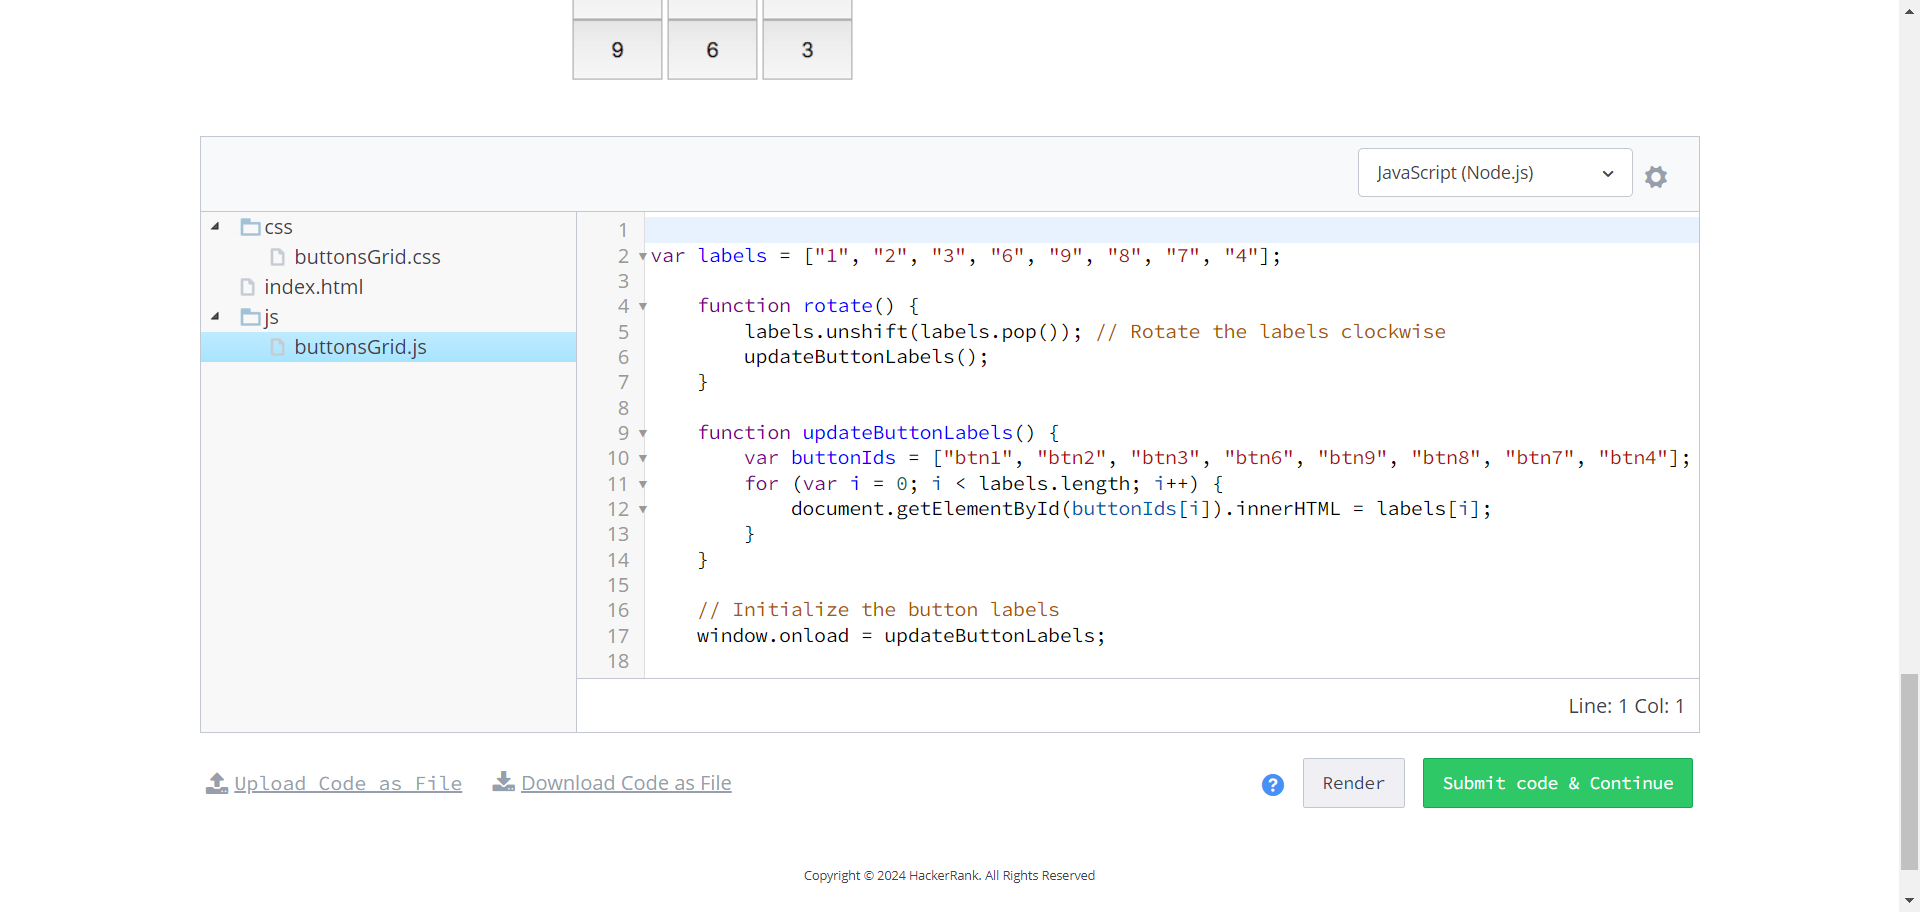 9 6 3
JavaScript (Node.js)
css
buttonsGrid.css
index.html
js
buttonsGrid.js
1
2 var labels = ["1", "2", "3", "6", "9", "8", "7", "4"];
3
4 function rotate() {
5 labels.unshift(labels.pop()); // Rotate the labels clockwise
6 updateButtonLabels();
7 }
8
9 function updateButtonLabels() {
10 var buttonIds = ["btn1", "btn2", "btn3", "btn6", "btn9", "btn8", "btn7", "btn4"];
11 for (var i = 0; i < labels.length; i++) {
12 document.getElementById(buttonIds[i]).innerHTML = labels[i];
13 }
14 }
15
16 // Initialize the button labels
17 window.onload = updateButtonLabels;
18
Line: 1 Col: 1
Upload Code as File Download Code as File ? Render Submit code & Continue
Copyright © 2024 HackerRank. All Rights Reserved